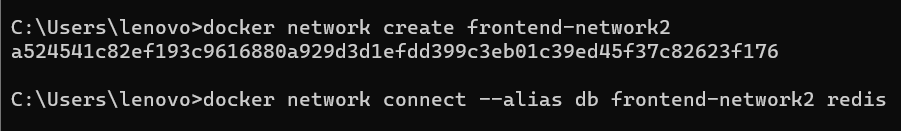 C:\Users\lenovo>docker network create frontend-network2
a524541c82ef193c9616880a929d3d1efdd399c3eb01c39ed45f37c82623f176
C:\Users\lenovo>docker network connect --alias db frontend-network2 redis